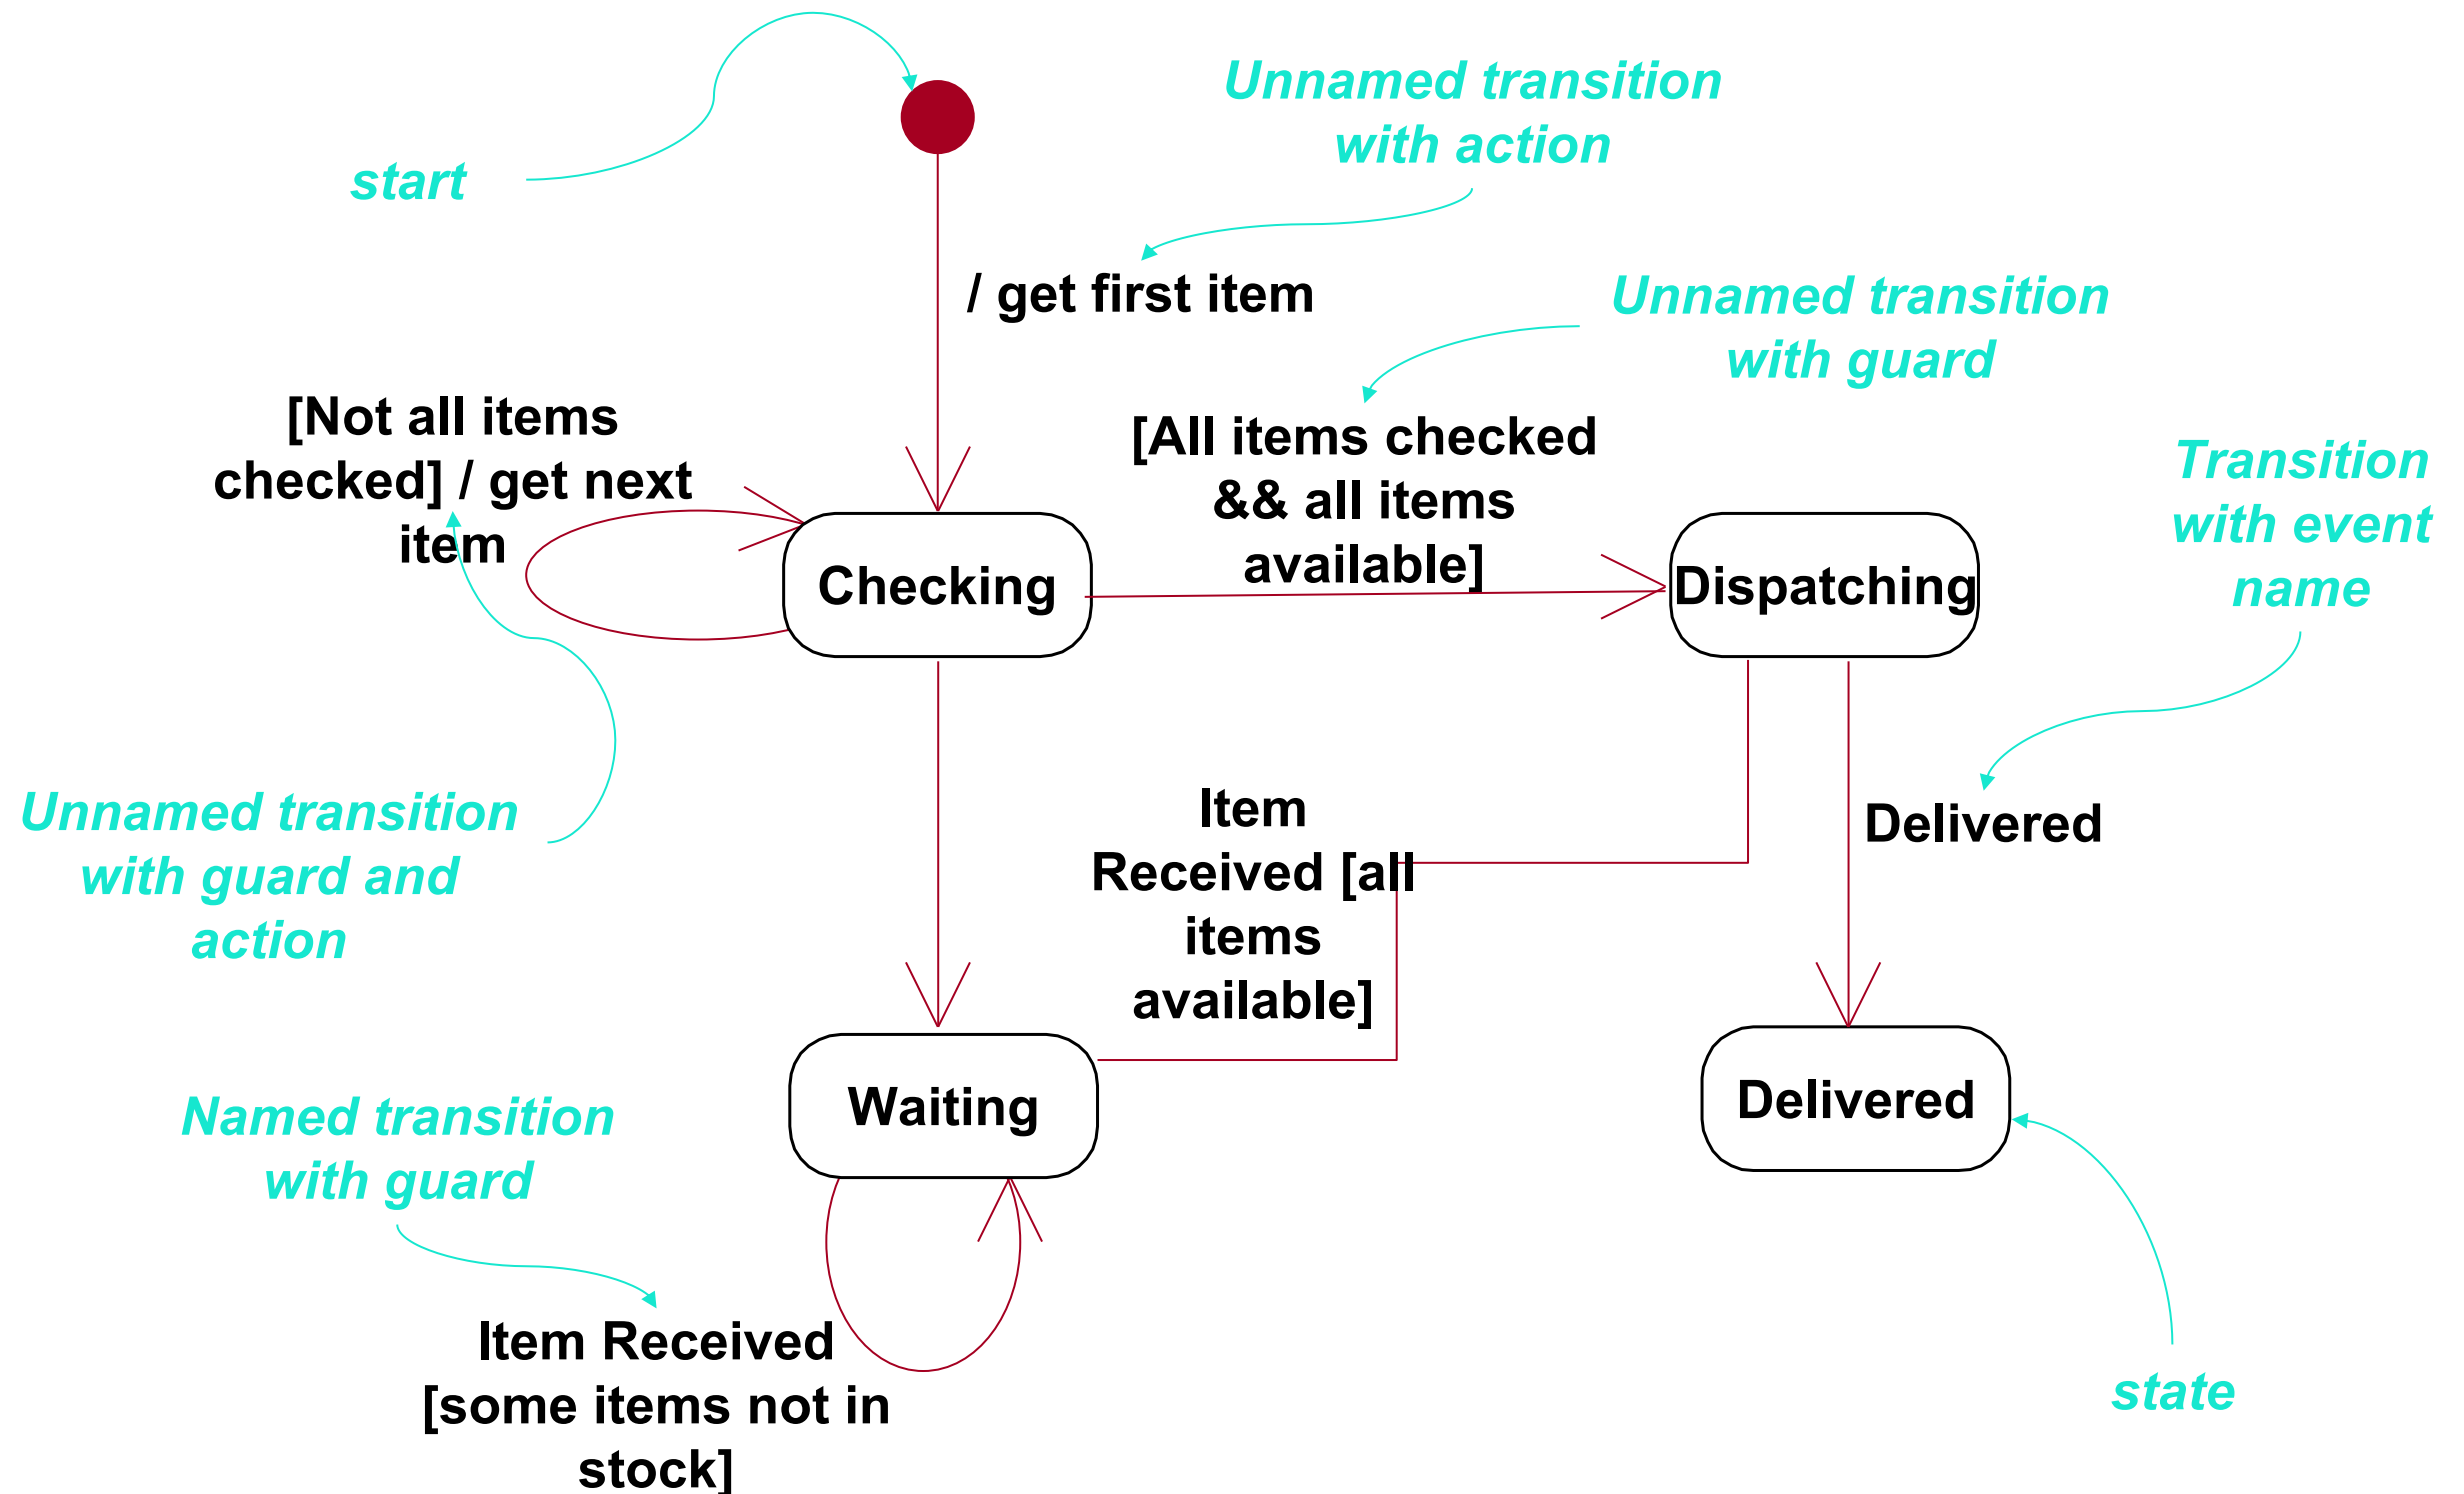 Unnamed transition
with action
start
/ get first item
Unnamed transition
with guard
[Not all items
checked] / get next
item
[All items checked
&& all items
available]
Transition
with event
name
Checking
Dispatching
Unnamed transition
with guard and
action
Item
Received [all
items
available]
Delivered
Waiting
Delivered
Named transition
with guard
Item Received
[some items not in
stock]
state